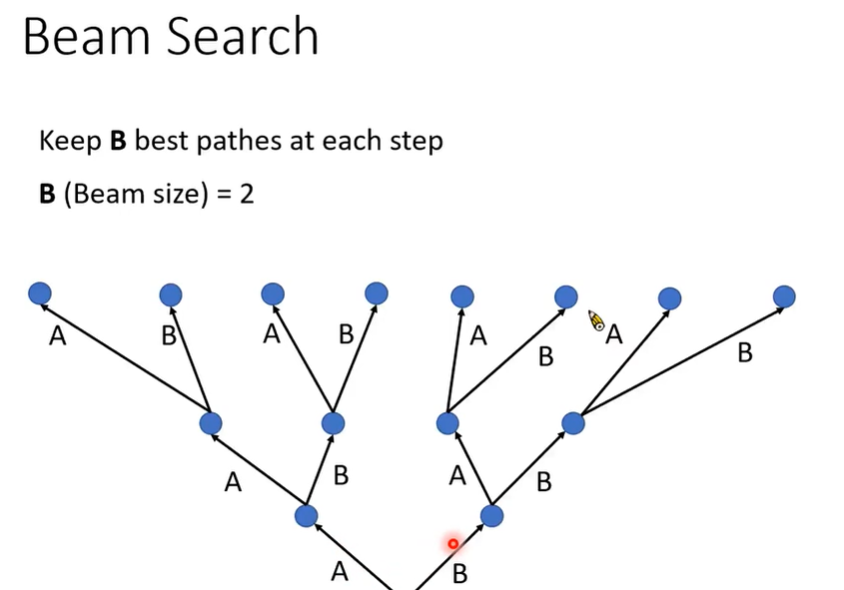 Beam Search
Keep B best pathes at each step
B (Beam size) = 2
A B A B A B A B
A B A B
A B